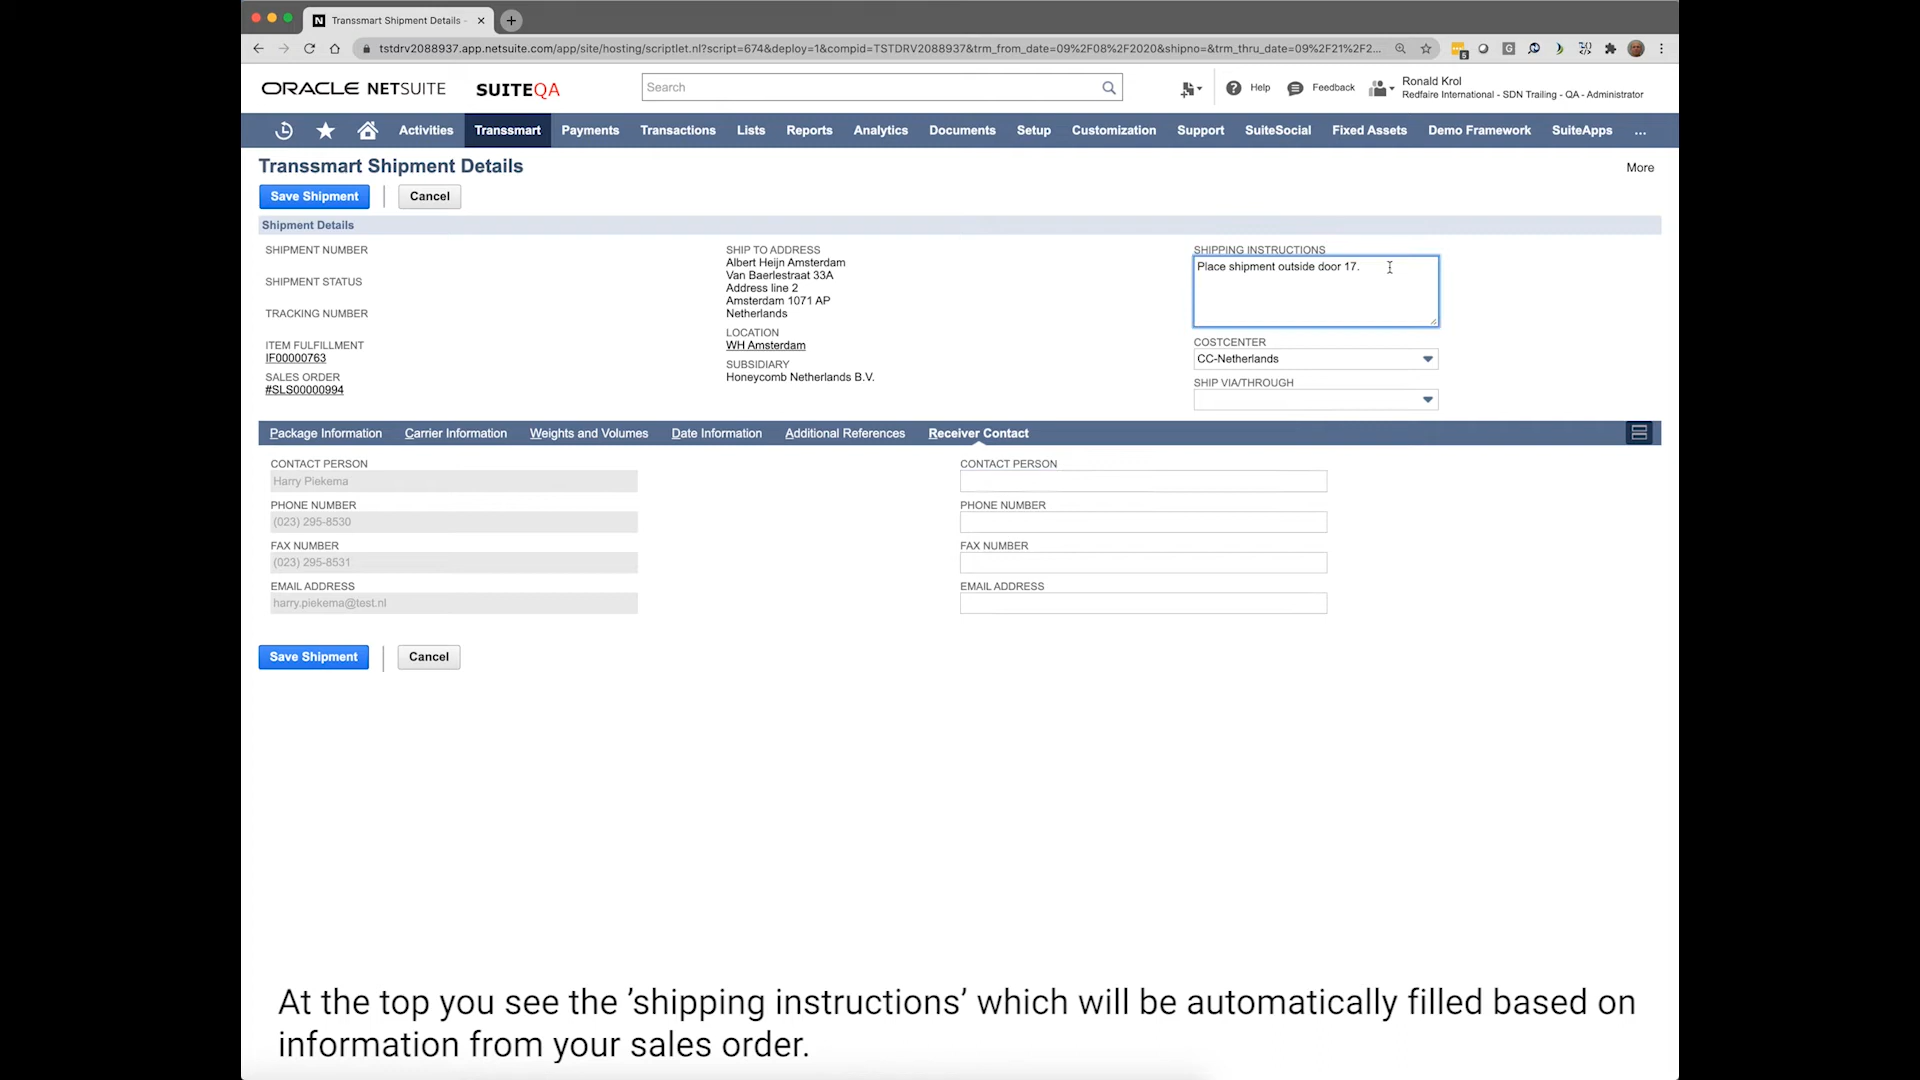 Transsmart Shipment Details -
tstdrv2088937.app.netsuite.com/app/site/hosting/scriptlet.nl?script=674&deploy=1&compid=TSTDRV2088937&trm_from_date=09%2F08%2F2020&shipno=&trm_thru_date=09%2F21%2F2...
ORACLE NETSUITE SUITEQA Search Help Feedback Ronald Krol
Redfaire International - SDN Trailing - QA - Administrator
Activities Transsmart Payments Transactions Lists Reports Analytics Documents Setup Customization Support SuiteSocial Fixed Assets Demo Framework SuiteApps ...
Transsmart Shipment Details More
Save Shipment Cancel
Shipment Details
SHIPMENT NUMBER
SHIPMENT STATUS
TRACKING NUMBER
ITEM FULFILLMENT
IF00000763
SALES ORDER
#SLS00000994
SHIP TO ADDRESS
Albert Heijn Amsterdam
Van Baerlestraat 33A
Address line 2
Amsterdam 1071 AP
Netherlands
LOCATION
WH Amsterdam
SUBSIDIARY
Honeycomb Netherlands B.V.
SHIPPING INSTRUCTIONS
Place shipment outside door 17.
COSTCENTER
CC-Netherlands
SHIP VIA/THROUGH
Package Information Carrier Information Weights and Volumes Date Information Additional References Receiver Contact
CONTACT PERSON
Harry Piekema
PHONE NUMBER
(023) 295-8530
FAX NUMBER
(023) 295-8531
EMAIL ADDRESS
harry.piekema@test.nl
CONTACT PERSON
PHONE NUMBER
FAX NUMBER
EMAIL ADDRESS
Save Shipment Cancel
At the top you see the ’shipping instructions’ which will be automatically filled based on
information from your sales order.